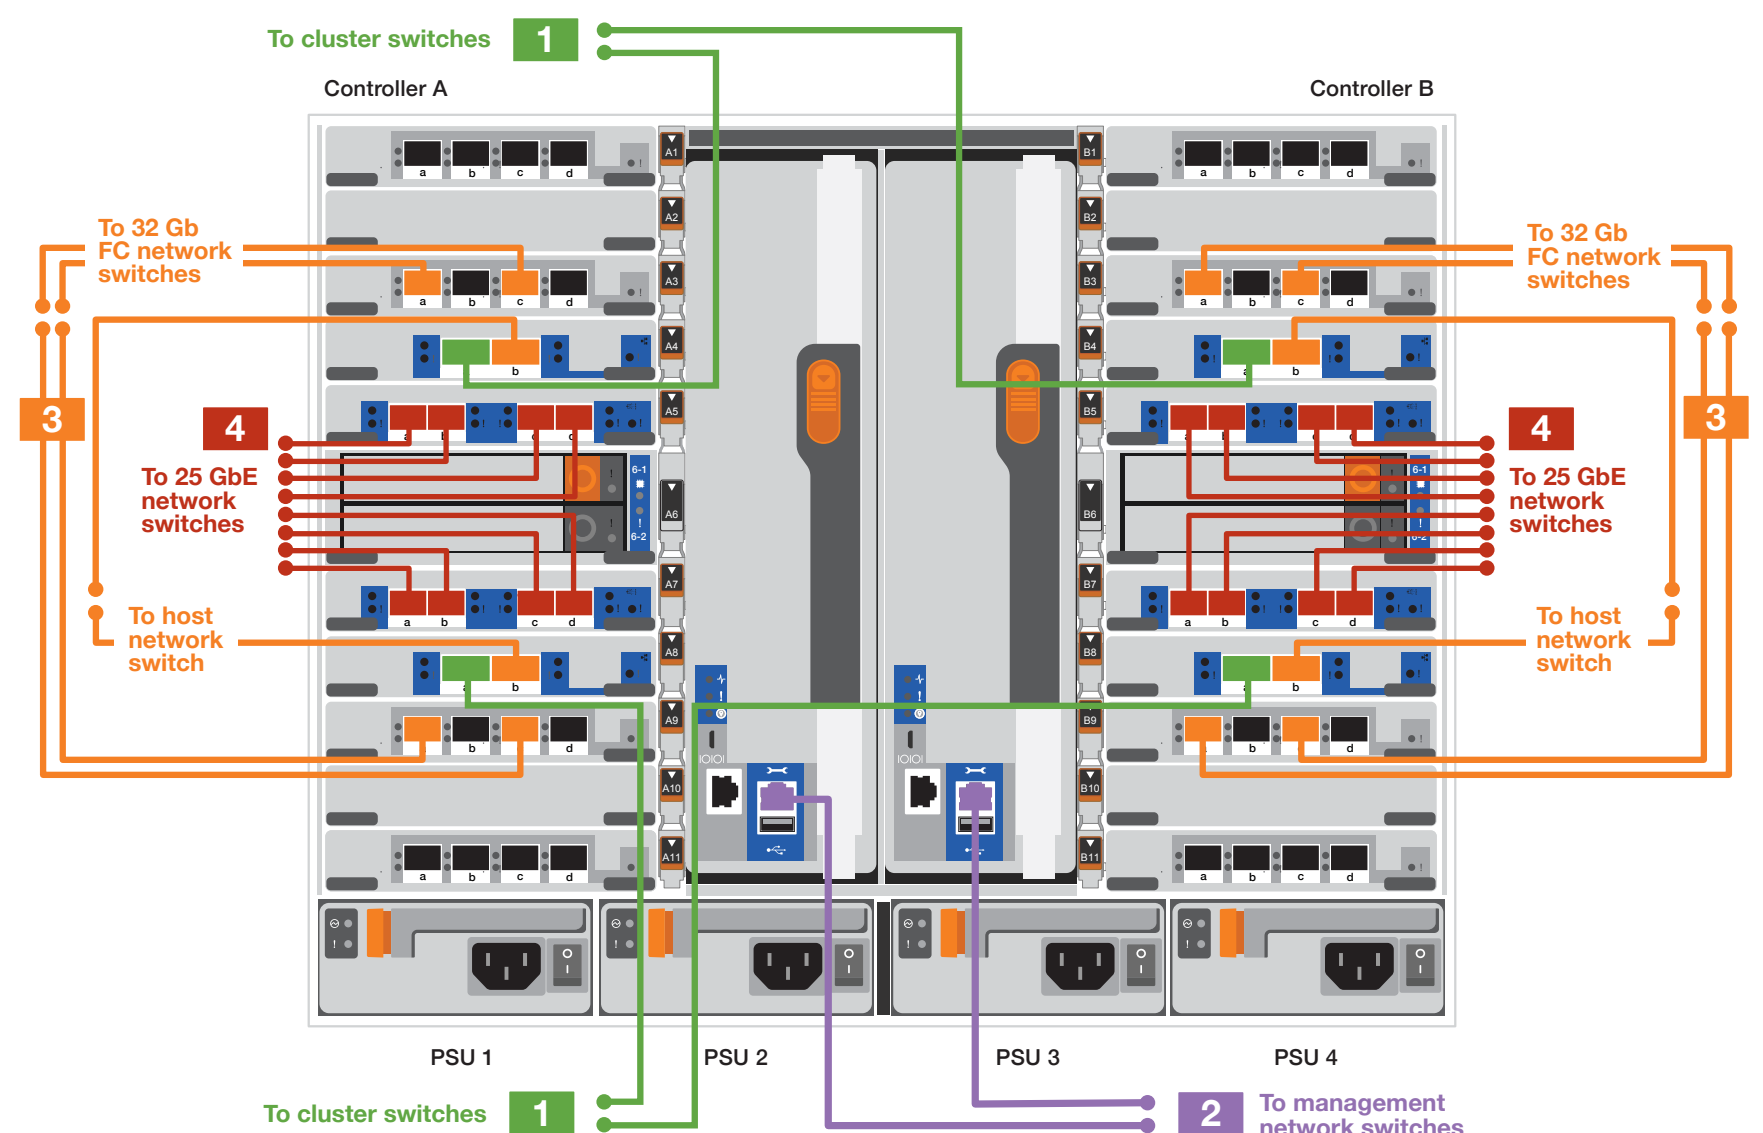 To cluster switches 1
Controller A
Controller B
a b c d
A1
B1
a b c d
A2
B2
To 32 Gb
FC network
switches
To 32 Gb
FC network
switches
a b c d
A3
B3
a b c d
b
A4
B4
b
3
3
4
4
A5
B5
To 25 GbE
network
switches
To 25 GbE
network
switches
6-1
A6
6-2
B6
6-1
6-2
a b c d
A7
B7
a b c d
To host
network
switch
To host
network
switch
b
A8
B8
b
b d
A9
B9
b d
IOIOI
IOIOI
A10
B10
a b c d
A11
B11
a b c d
PSU 1
PSU 2
PSU 3
PSU 4
To cluster switches 1
2 To management
network switches